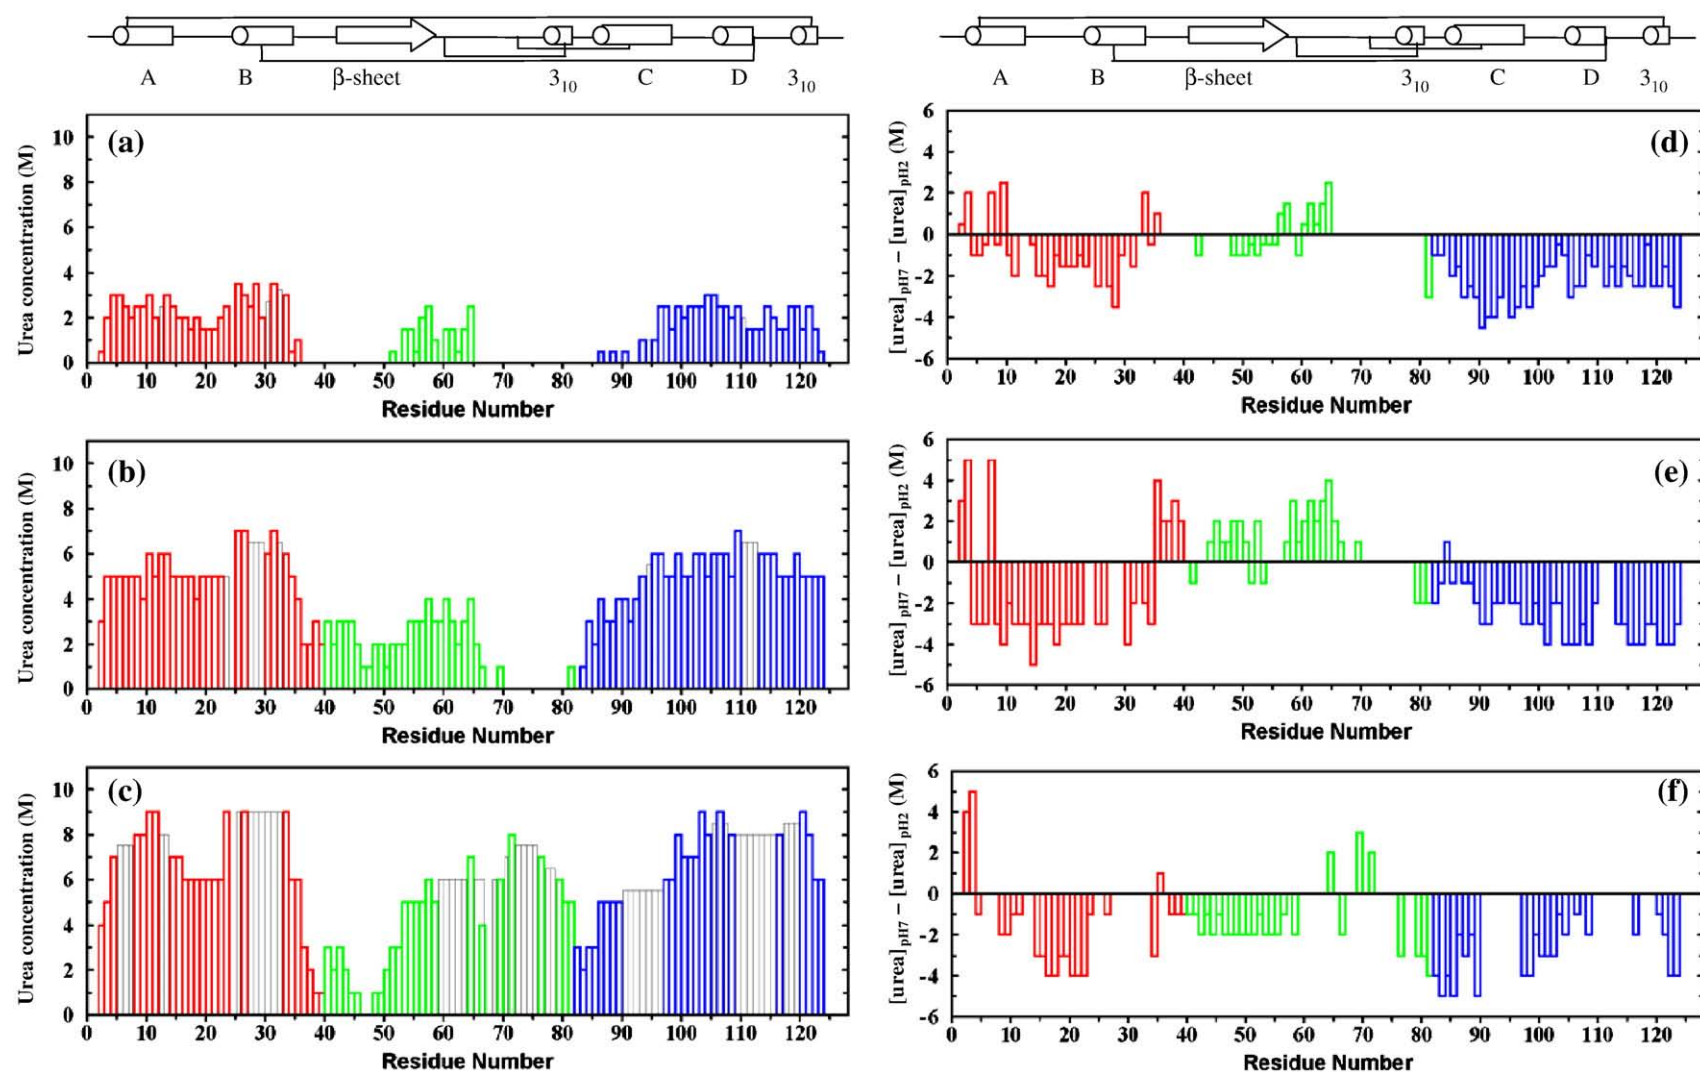 A B β-sheet 3₁₀ C D 3₁₀
A B β-sheet 3₁₀ C D 3₁₀
(a)
Urea concentration (M)
10
8
6
4
2
0
0 10 20 30 40 50 60 70 80 90 100 110 120
Residue Number
(d)
[urea]pH7 – [urea]pH2 (M)
6
4
2
0
-2
-4
-6
0 10 20 30 40 50 60 70 80 90 100 110 120
Residue Number
(b)
Urea concentration (M)
10
8
6
4
2
0
0 10 20 30 40 50 60 70 80 90 100 110 120
Residue Number
(e)
[urea]pH7 – [urea]pH2 (M)
6
4
2
0
-2
-4
-6
0 10 20 30 40 50 60 70 80 90 100 110 120
Residue Number
(c)
Urea concentration (M)
10
8
6
4
2
0
0 10 20 30 40 50 60 70 80 90 100 110 120
Residue Number
(f)
[urea]pH7 – [urea]pH2 (M)
6
4
2
0
-2
-4
-6
0 10 20 30 40 50 60 70 80 90 100 110 120
Residue Number